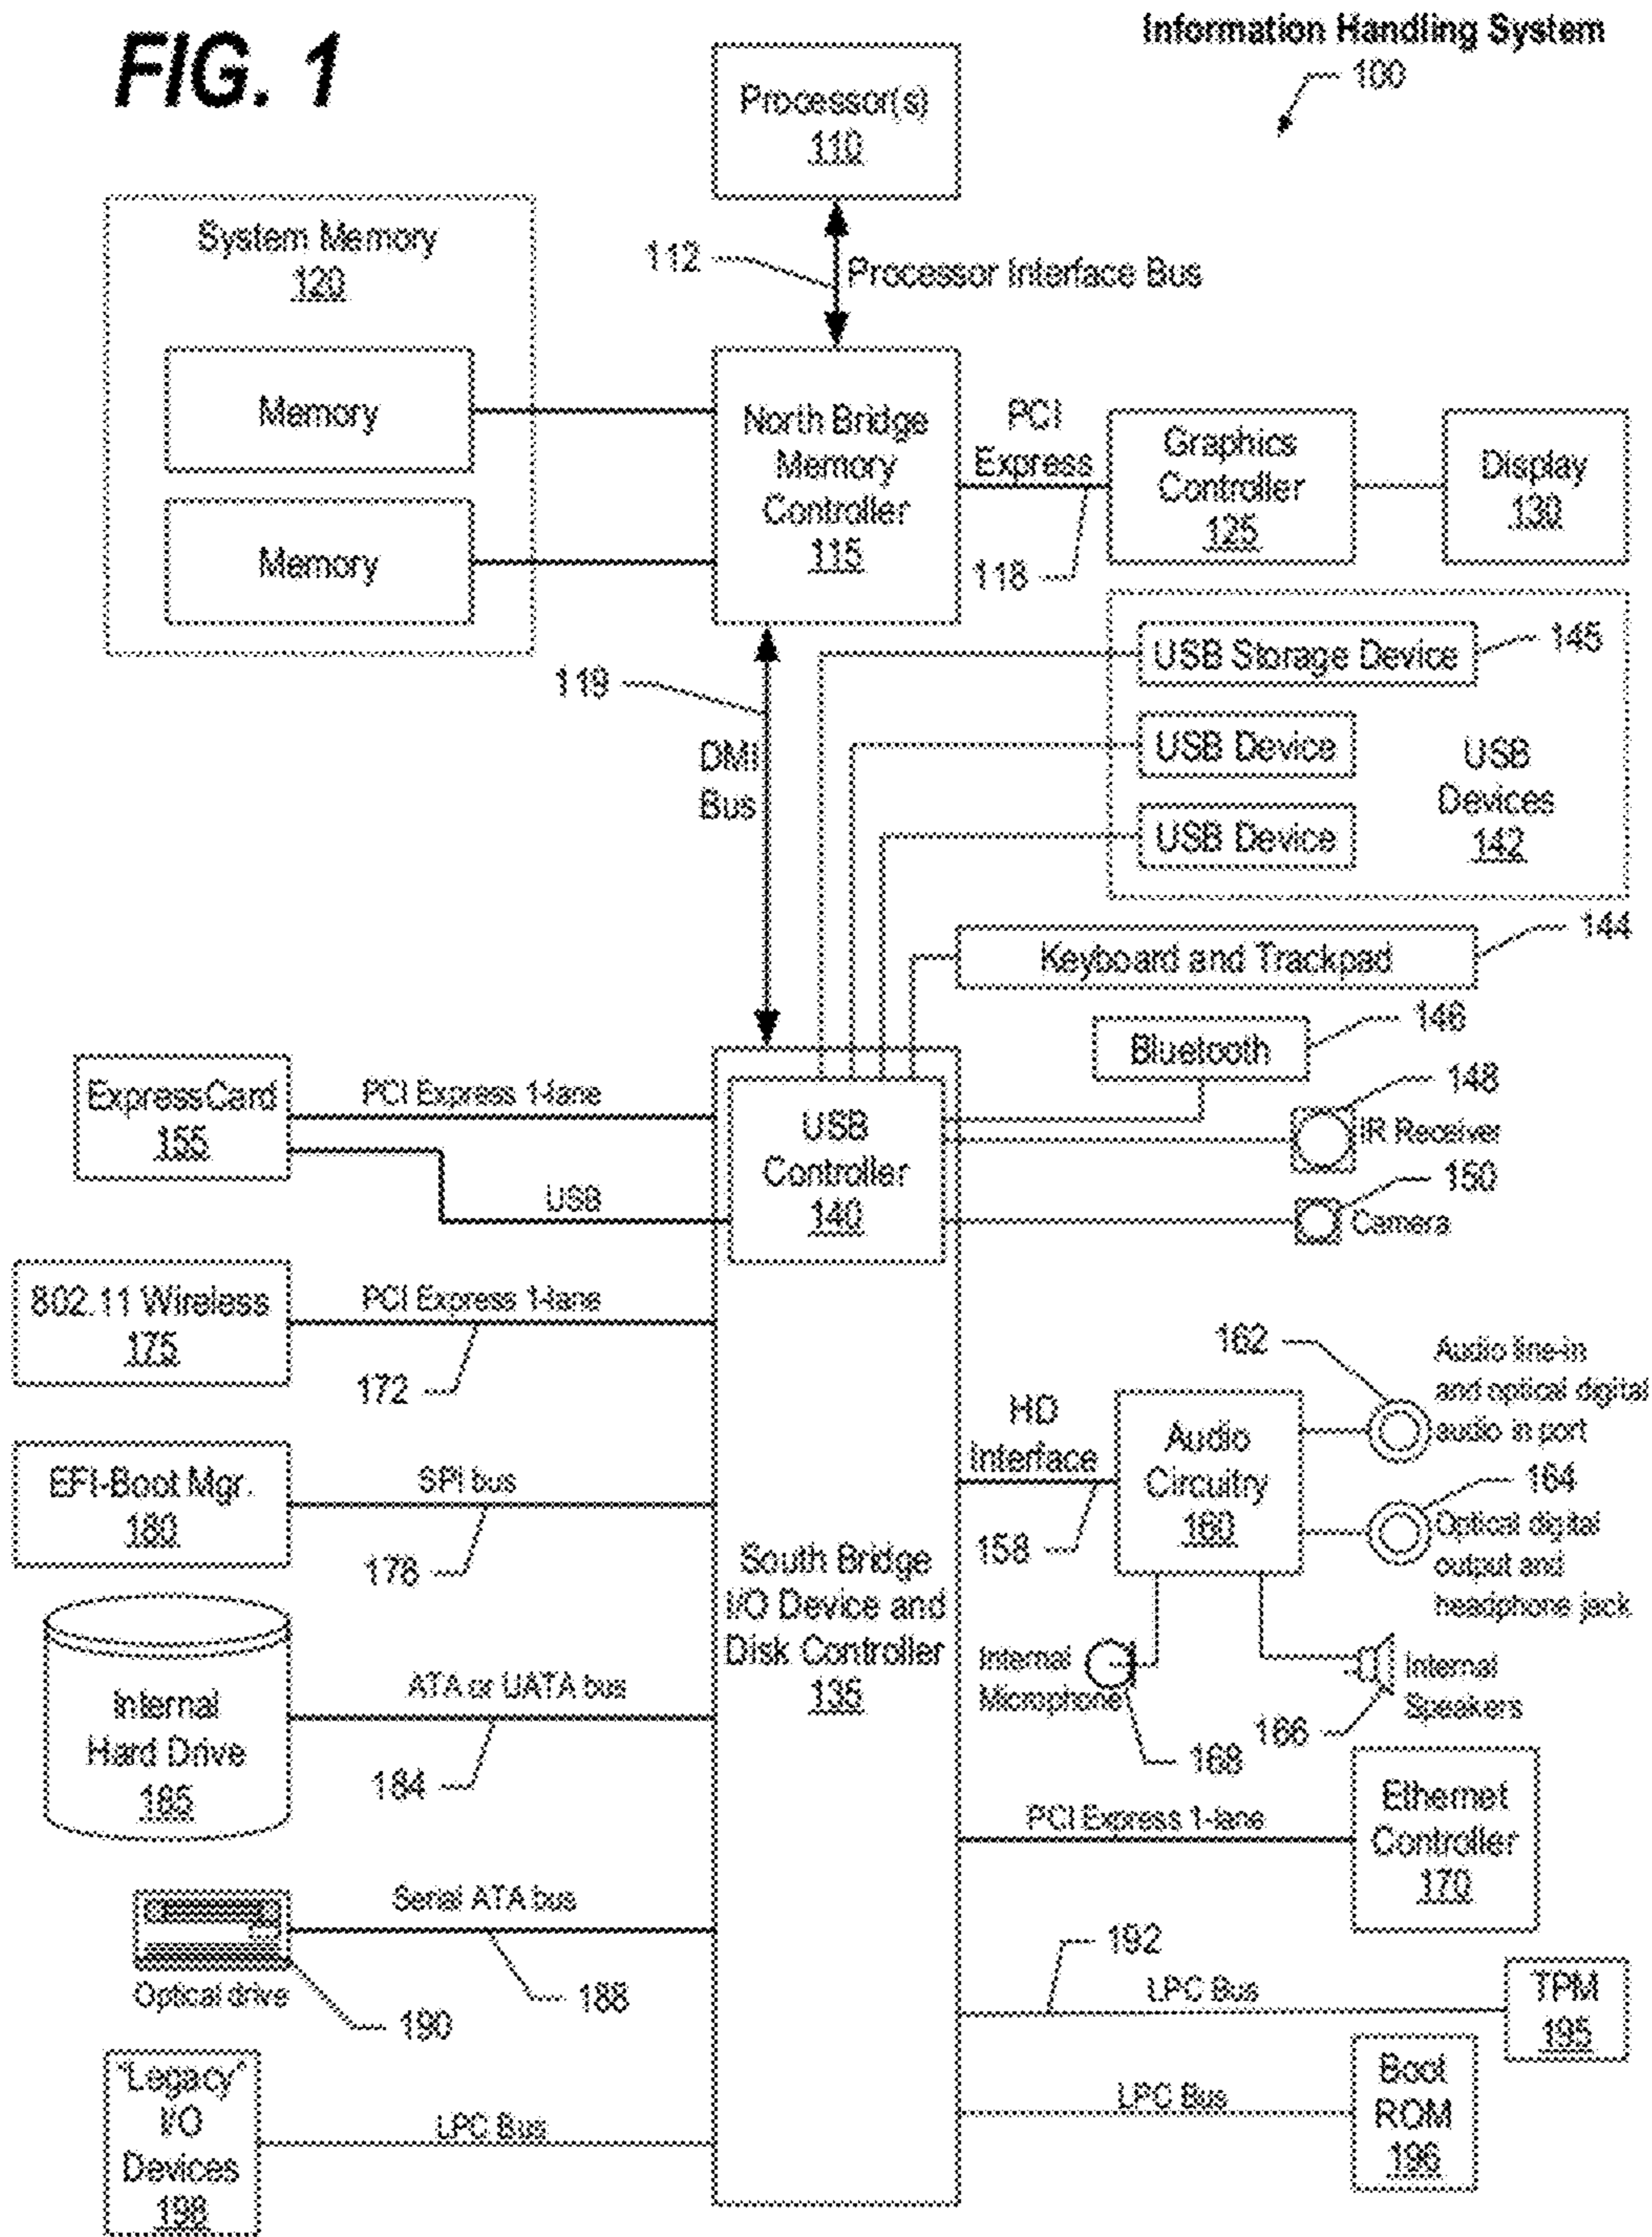 FIG. 1
Information Handling System
100
Processor(s)
110
System Memory
120
112
Processor Interface Bus
Memory
Memory
North Bridge
Memory
Controller
115
PCI
Express
118
Graphics
Controller
125
Display
130
119
DMI
Bus
USB Storage Device
145
USB Device
USB Device
USB
Devices
142
Keyboard and Trackpad
144
Bluetooth
146
148
IR Receiver
150
Camera
ExpressCard
155
PCI Express 1-lane
USB
USB
Controller
140
802.11 Wireless
175
PCI Express 1-lane
172
EFI-Boot Mgr.
180
SPI bus
178
Internal
Hard Drive
185
ATA or UATA bus
184
Optical drive
190
Serial ATA bus
188
"Legacy"
I/O
Devices
198
LPC Bus
South Bridge
I/O Device and
Disk Controller
135
HD
Interface
158
Audio
Circuitry
160
162
Audio line-in
and optical digital
audio in port
164
Optical digital
output and
headphone jack
Internal
Microphone
168
Internal
Speakers
166
PCI Express 1-lane
Ethernet
Controller
170
192
LPC Bus
TPM
195
LPC Bus
Boot
ROM
196